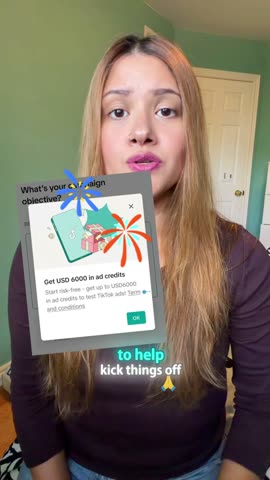 What's your campaign
objective?
Get USD 6000 in ad credits
Start risk-free - get up to USD6000
in ad credits to test TikTok ads! Term
and conditions
OK
to help
kick things off